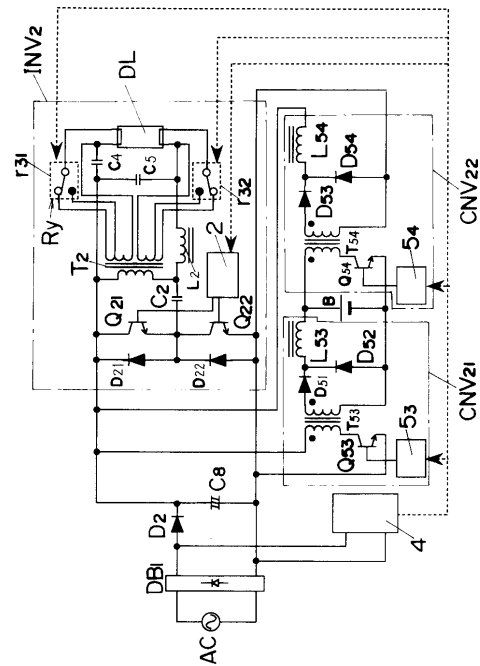 INV2
r31
Ry
DL
C4
C5
r32
T2
L2
2
C2
Q21
Q22
D21
D22
D2
C8
DB1
AC
4
L53
D51
D52
T53
Q53
53
CNV21
B
L54
D53
D54
T54
Q54
54
CNV22